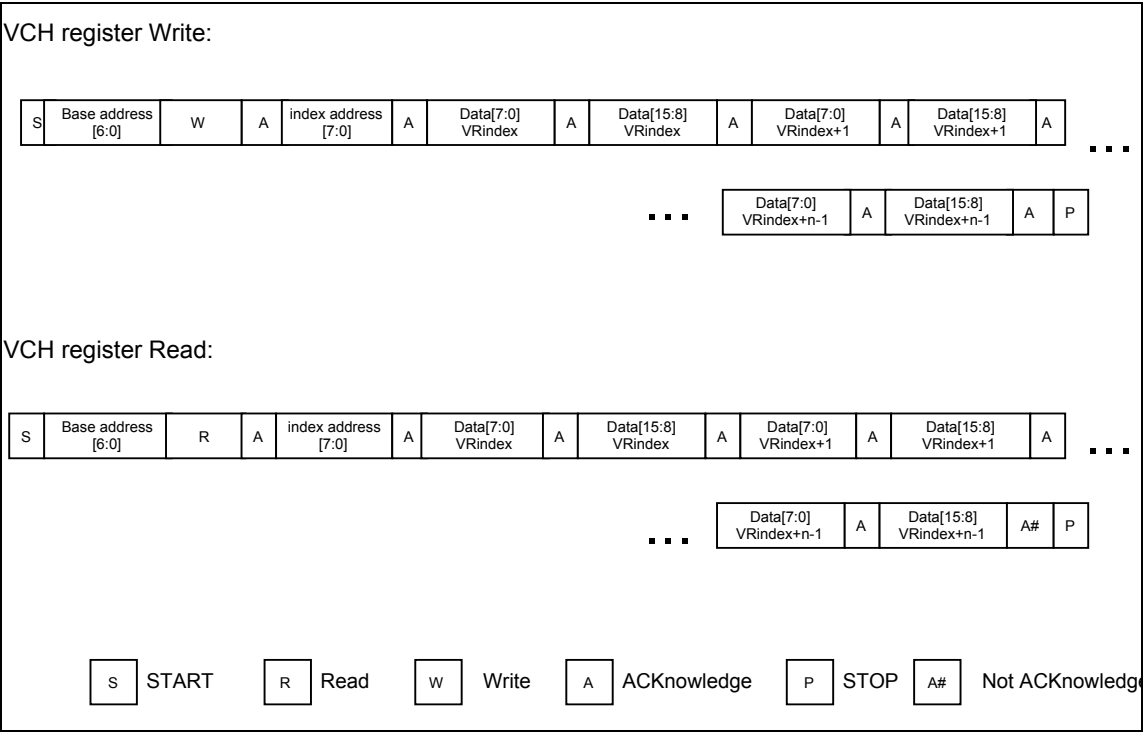 VCH register Write:
S Base address [6:0] W A index address [7:0] A Data[7:0] VRindex A Data[15:8] VRindex A Data[7:0] VRindex+1 A Data[15:8] VRindex+1 A ...
... Data[7:0] VRindex+n-1 A Data[15:8] VRindex+n-1 A P
VCH register Read:
S Base address [6:0] R A index address [7:0] A Data[7:0] VRindex A Data[15:8] VRindex A Data[7:0] VRindex+1 A Data[15:8] VRindex+1 A ...
... Data[7:0] VRindex+n-1 A Data[15:8] VRindex+n-1 A# P
S START R Read W Write A ACKnowledge P STOP A# Not ACKnowledge